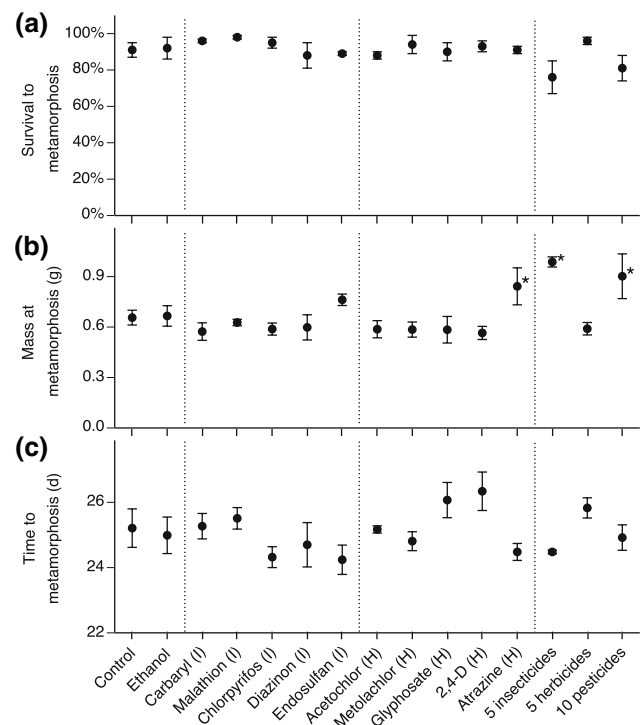 (a)
Survival to
metamorphosis
100%
80%
60%
40%
20%
0%
(b)
Mass at
metamorphosis (g)
0.9
0.6
0.3
0.0
*
*
*
(c)
Time to
metamorphosis (d)
26
24
22
Control
Ethanol
Carbaryl (I)
Malathion (I)
Chlorpyrifos (I)
Diazinon (I)
Endosulfan (I)
Acetochlor (H)
Metolachlor (H)
Glyphosate (H)
2,4-D (H)
Atrazine (H)
5 insecticides
5 herbicides
10 pesticides